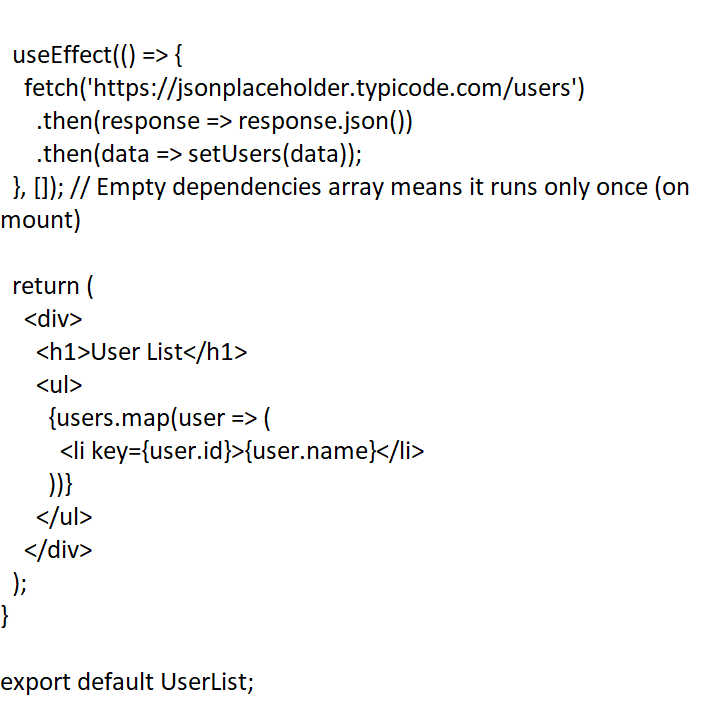 useEffect(() => {
fetch('https://jsonplaceholder.typicode.com/users')
.then(response => response.json())
.then(data => setUsers(data));
}, []); // Empty dependencies array means it runs only once (on
mount)
return (
<div>
<h1>User List</h1>
<ul>
{users.map(user => (
<li key={user.id}>{user.name}</li>
))}
</ul>
</div>
);
}
export default UserList;